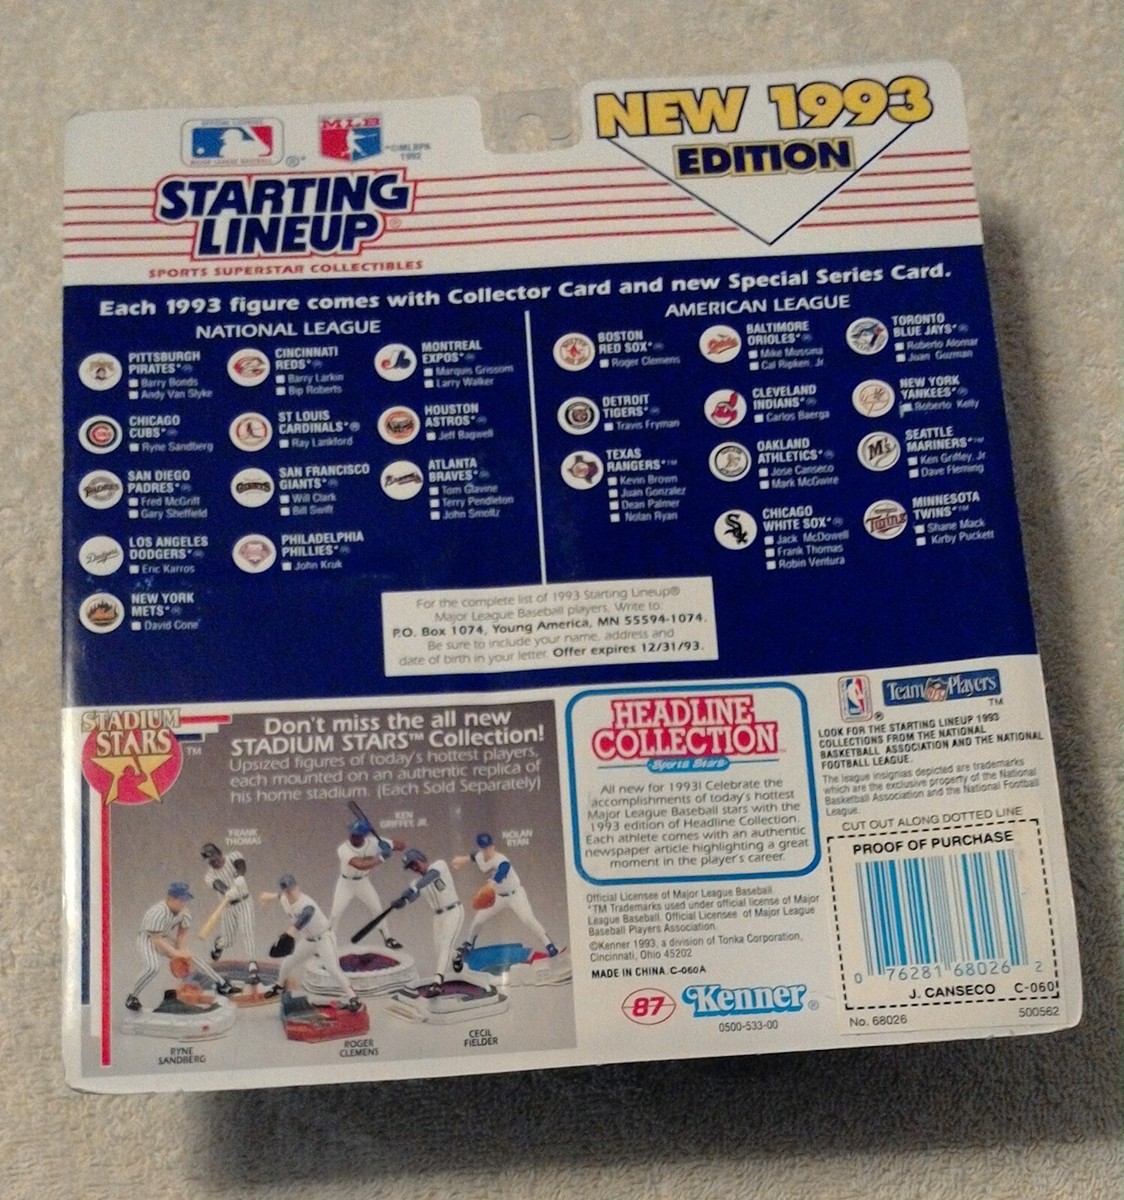 NEW 1993
EDITION
OFFICIAL LICENSEE
MAJOR LEAGUE BASEBALL
®*
MLB
*©MLBPA
1992
STARTING
LINEUP®
SPORTS SUPERSTAR COLLECTIBLES
Each 1993 figure comes with Collector Card and new Special Series Card.
NATIONAL LEAGUE
PITTSBURGH
PIRATES*
Barry Bonds
Andy Van Slyke
CHICAGO
CUBS*
Ryne Sandberg
SAN DIEGO
PADRES*
Fred McGriff
Gary Sheffield
LOS ANGELES
DODGERS*
Eric Karros
NEW YORK
METS*
David Cone
CINCINNATI
REDS*
Barry Larkin
Bip Roberts
ST LOUIS
CARDINALS*
Ray Lankford
SAN FRANCISCO
GIANTS*
Will Clark
Bill Swift
PHILADELPHIA
PHILLIES*
John Kruk
MONTREAL
EXPOS*
Marquis Grissom
Larry Walker
HOUSTON
ASTROS*
Jeff Bagwell
ATLANTA
BRAVES*
Tom Glavine
Terry Pendleton
John Smoltz
AMERICAN LEAGUE
BOSTON
RED SOX*
Roger Clemens
DETROIT
TIGERS*
Travis Fryman
TEXAS
RANGERS*
Kevin Brown
Juan Gonzalez
Dean Palmer
Nolan Ryan
BALTIMORE
ORIOLES*
Mike Mussina
Cal Ripken, Jr.
CLEVELAND
INDIANS*
Carlos Baerga
OAKLAND
ATHLETICS*
Jose Canseco
Mark McGwire
CHICAGO
WHITE SOX*
Jack McDowell
Frank Thomas
Robin Ventura
TORONTO
BLUE JAYS*
Roberto Alomar
Juan Guzman
NEW YORK
YANKEES*
Roberto Kelly
SEATTLE
MARINERS*
Ken Griffey, Jr
Dave Fleming
MINNESOTA
TWINS*
Shane Mack
Kirby Puckett
For the complete list of 1993 Starting Lineup®
Major League Baseball players, Write to:
P.O. Box 1074, Young America, MN 55594-1074.
Be sure to include your name, address and
date of birth in your letter. Offer expires 12/31/93.
STADIUM
STARS™
Don't miss the all new
STADIUM STARS™ Collection!
Upsized figures of today's hottest players,
each mounted on an authentic replica of
his home stadium. (Each Sold Separately)
FRANK
THOMAS
KEN
GRIFFEY, JR.
NOLAN
RYAN
RYNE
SANDBERG
ROGER
CLEMENS
CECIL
FIELDER
HEADLINE
COLLECTION
Sports Stars
All new for 1993! Celebrate the
accomplishments of today's hottest
Major League Baseball stars with the
1993 edition of Headline Collection.
Each athlete comes with an authentic
newspaper article highlighting a great
moment in the player's career.
Official Licensee of Major League Baseball.
*TM Trademarks used under official license of Major
League Baseball. Official Licensee of Major League
Baseball Players Association.
©Kenner 1993, a division of Tonka Corporation,
Cincinnati, Ohio 45202
MADE IN CHINA. C-060A
87
Kenner®
0500-533-00
NBA
®
Team NFL Players
TM
LOOK FOR THE STARTING LINEUP 1993
COLLECTIONS FROM THE NATIONAL
BASKETBALL ASSOCIATION AND THE NATIONAL
FOOTBALL LEAGUE.
The league insignias depicted are trademarks
which are the exclusive property of the National
Basketball Association and the National Football
League.
CUT OUT ALONG DOTTED LINE
PROOF OF PURCHASE
0 76281 68026 2
J. CANSECO C-060
No. 68026 500562